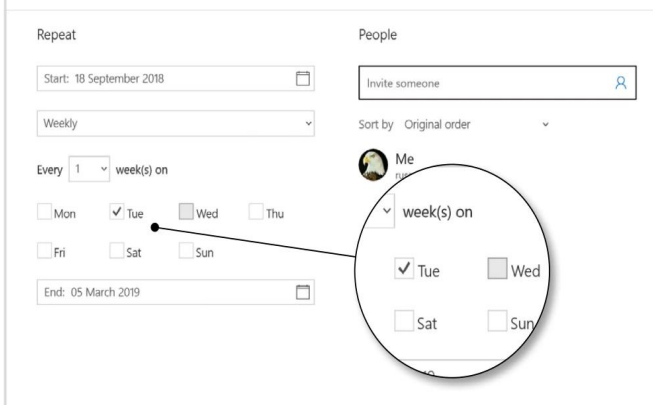 Repeat
Start: 18 September 2018
Weekly
Every 1 week(s) on
Mon Tue Wed Thu
Fri Sat Sun
End: 05 March 2019
People
Invite someone
Sort by Original order
Me
week(s) on
Tue Wed
Sat Sun